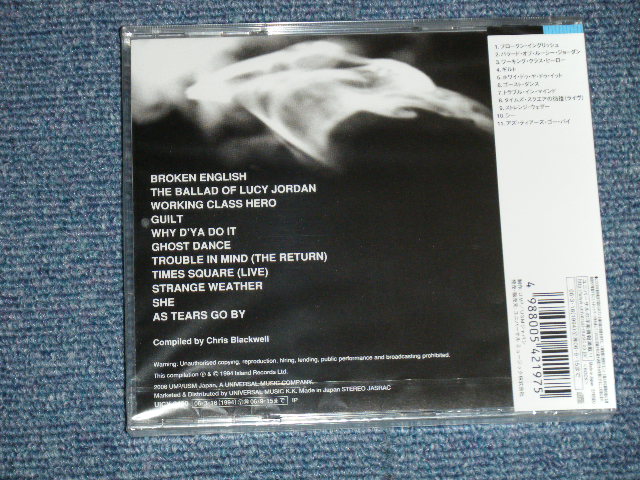 BROKEN ENGLISH
THE BALLAD OF LUCY JORDAN
WORKING CLASS HERO
GUILT
WHY D'YA DO IT
GHOST DANCE
TROUBLE IN MIND (THE RETURN)
TIMES SQUARE (LIVE)
STRANGE WEATHER
SHE
AS TEARS GO BY
Compiled by Chris Blackwell
Warning. Unauthorised copying, reproduction, hiring, lending, public performance and broadcasting prohibited.
This compilation ℗ & © 1994 Island Records Ltd.
2006 UMP/USM Japan, A UNIVERSAL MUSIC COMPANY.
Marketed & Distributed by UNIVERSAL MUSIC K.K. Made in Japan STEREO JASRAC
1.ブロークン・イングリッシュ
2.バラード・オブ・ルーシー・ジョーダン
3.ワーキング・クラス・ヒーロー
4.ギルト
5.ホワイ・ドゥ・ヤ・ドゥ・イット
6.ゴースト・ダンス
7.トラブル・イン・マインド
8.タイムズ・スクエアの彷徨(ライヴ)
9.ストレンジ・ウェザー
10.シー
11.アズ・ティアーズ・ゴー・バイ
4 988005 421975